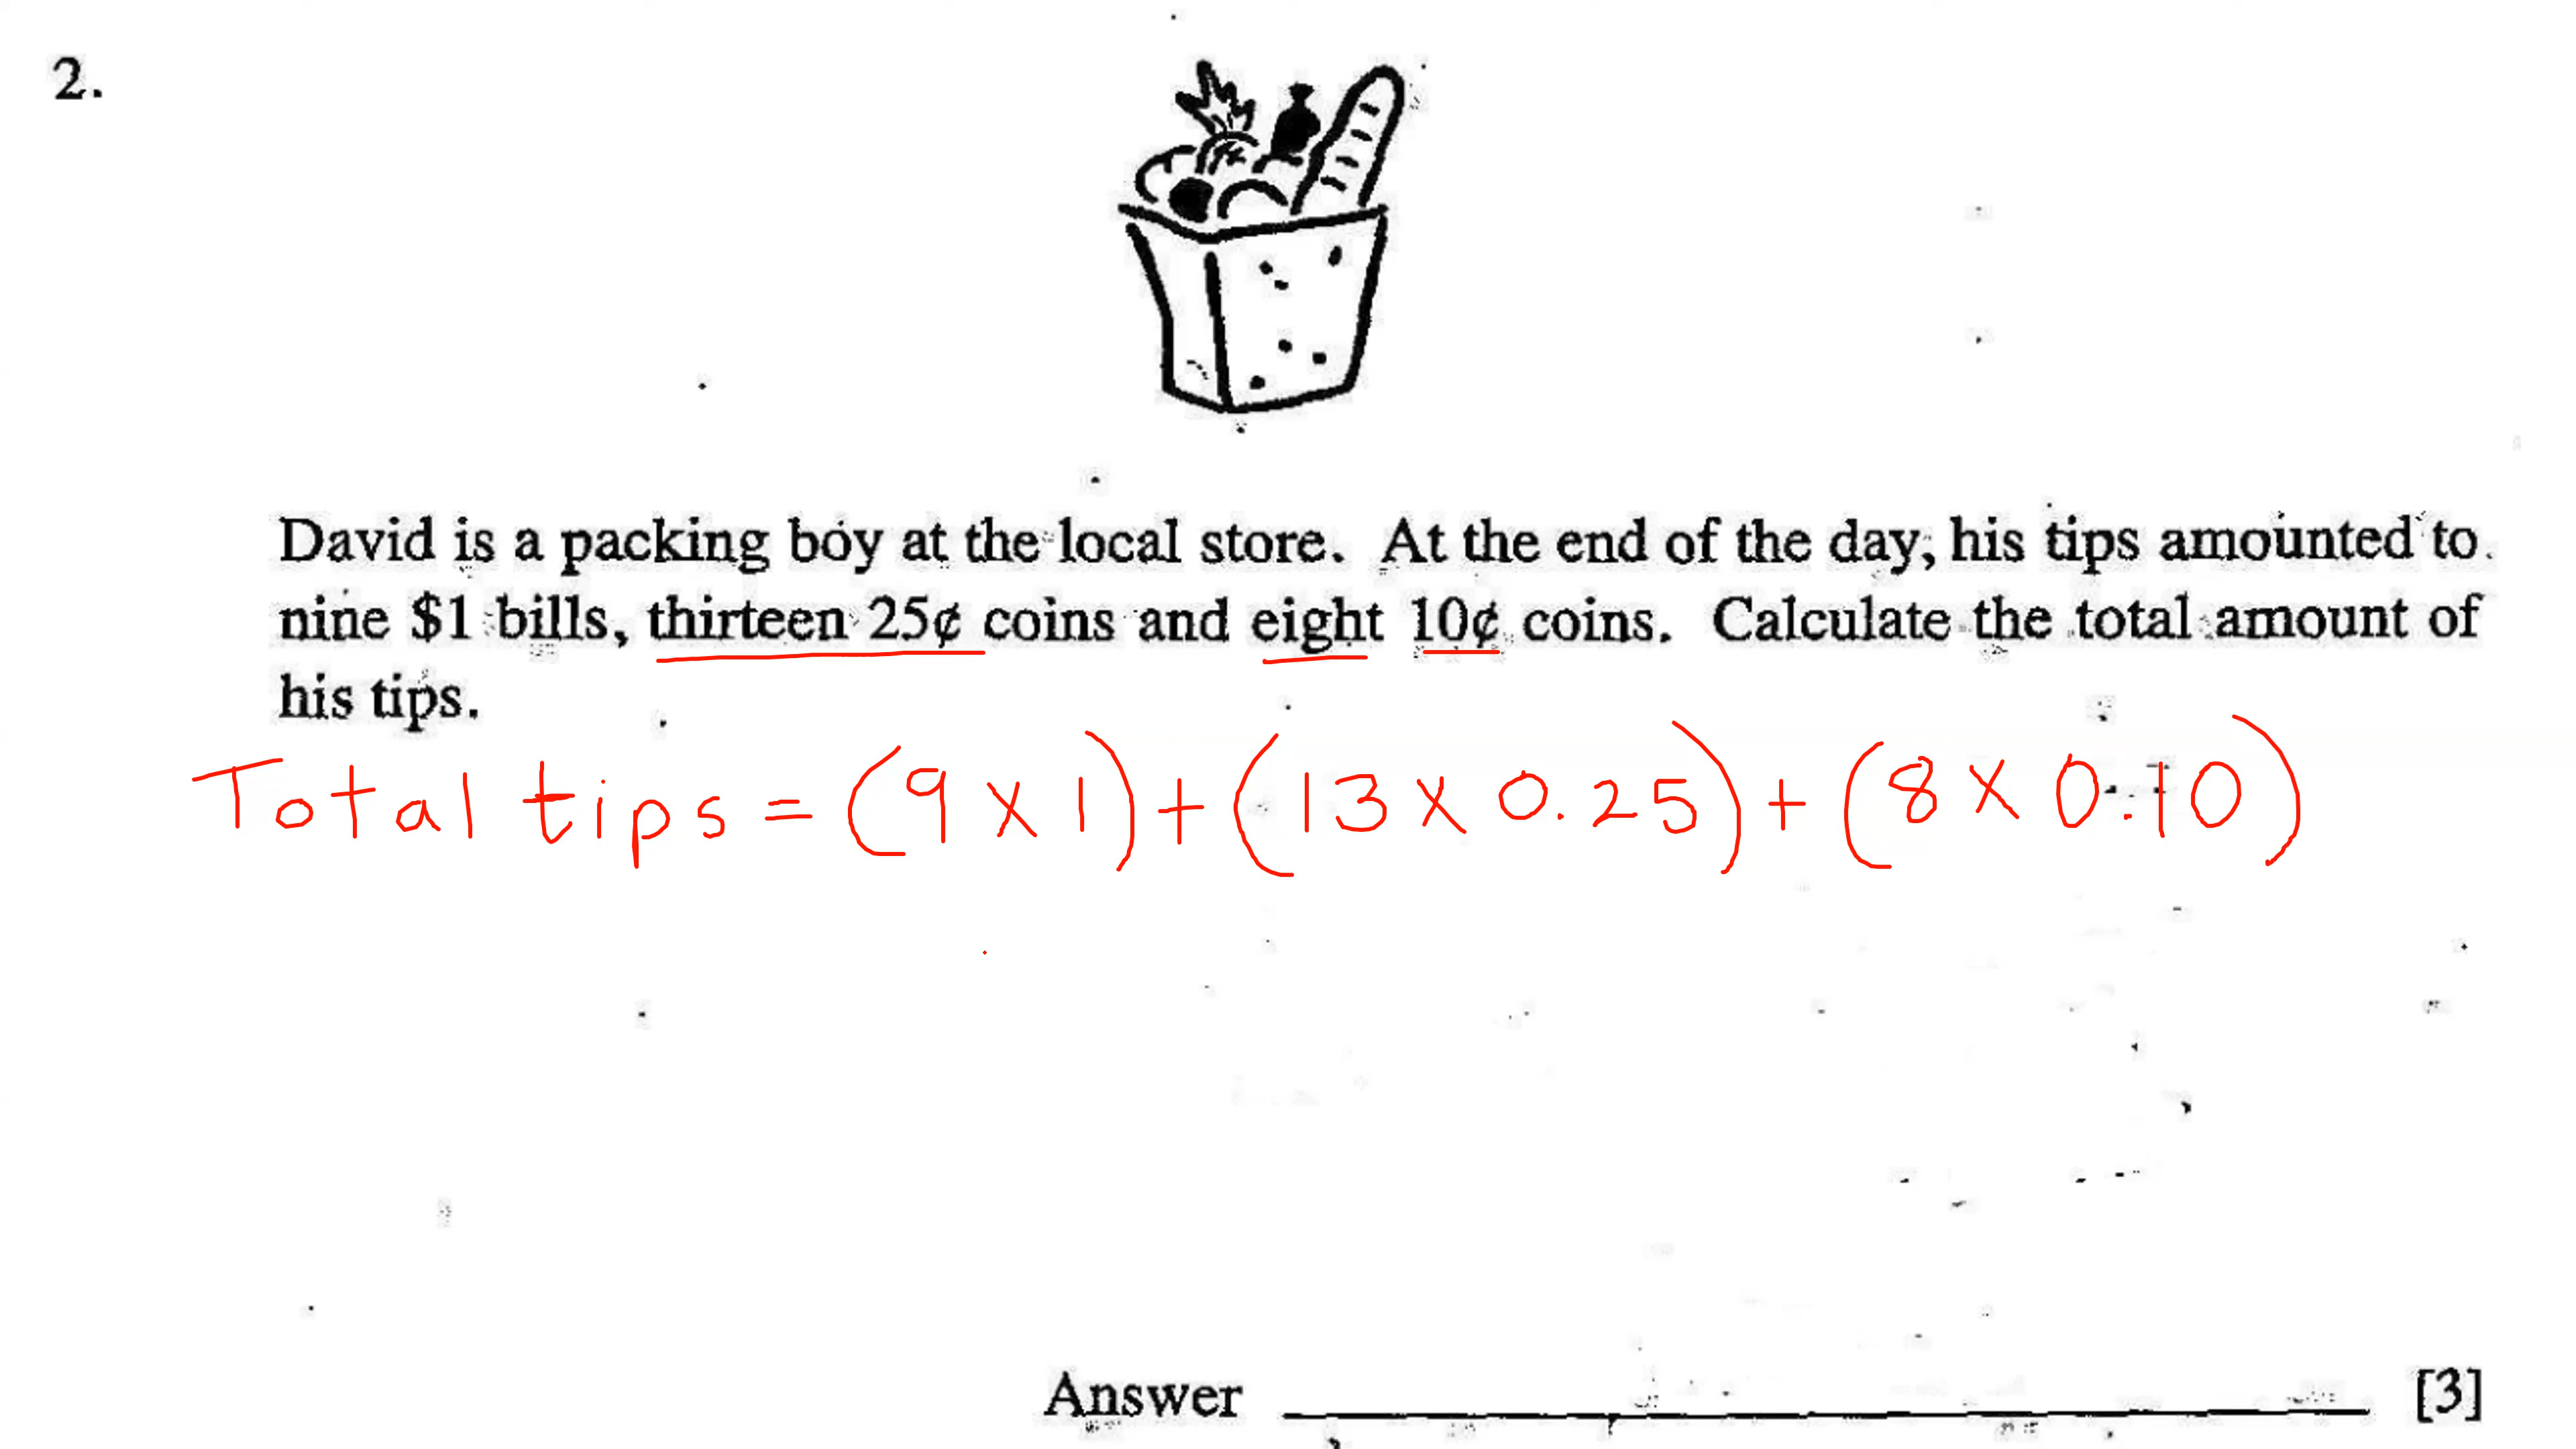 2.
David is a packing boy at the local store. At the end of the day, his tips amounted to
nine $1 bills, thirteen 25¢ coins and eight 10¢ coins. Calculate the total amount of
his tips.
Total tips = (9 x 1) + (13 x 0.25) + (8 x 0.10)
Answer ______________________ [3]